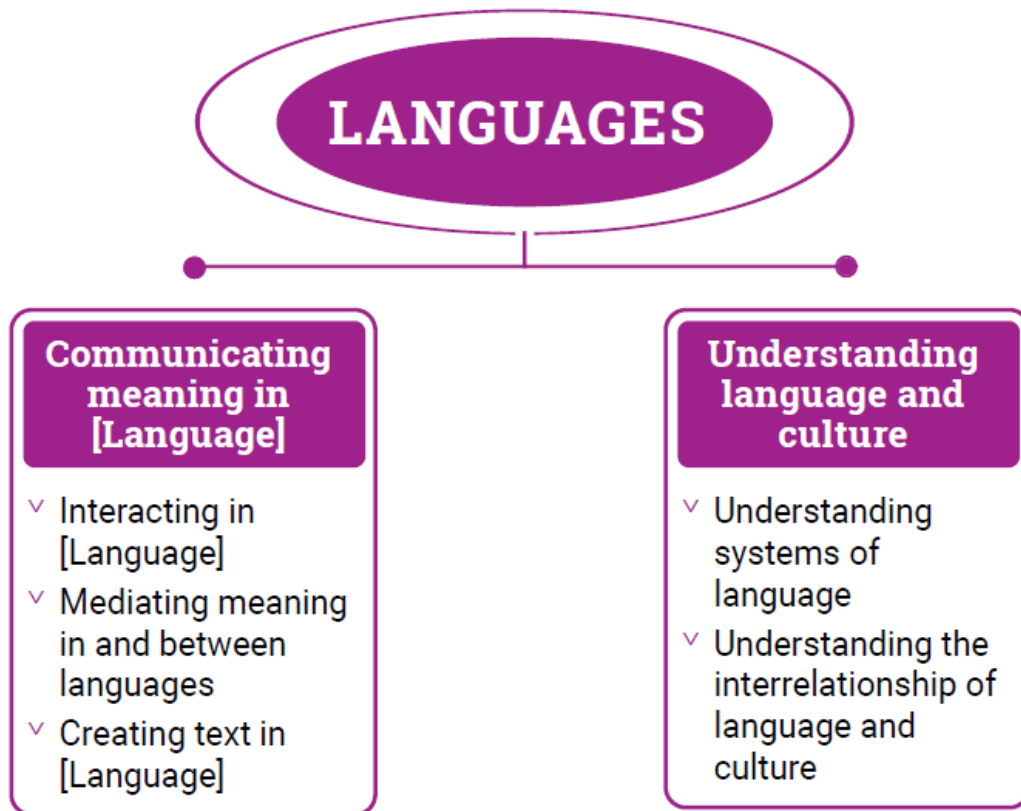 LANGUAGES
Communicating
meaning in
[Language]
Interacting in
[Language]
Mediating meaning
in and between
languages
Creating text in
[Language]
Understanding
language and
culture
Understanding
systems of
language
Understanding the
interrelationship of
language and
culture